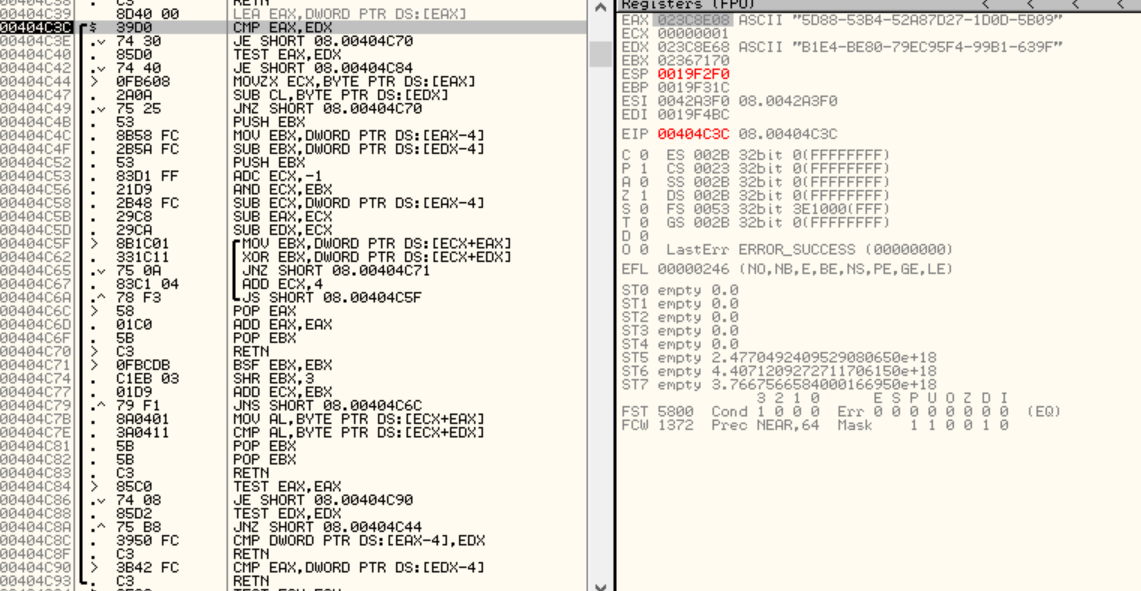 00404C38 . C3 RETN
00404C39 8D40 00 LEA EAX,DWORD PTR DS:[EAX]
00404C3C $ 39D0 CMP EAX,EDX
00404C3E . 74 30 JE SHORT 08.00404C70
00404C40 . 85D0 TEST EAX,EDX
00404C42 . 74 40 JE SHORT 08.00404C84
00404C44 > 0FB608 MOVZX ECX,BYTE PTR DS:[EAX]
00404C47 . 2A0A SUB CL,BYTE PTR DS:[EDX]
00404C49 . 75 25 JNZ SHORT 08.00404C70
00404C4B . 53 PUSH EBX
00404C4C . 8B58 FC MOV EBX,DWORD PTR DS:[EAX-4]
00404C4F . 2B5A FC SUB EBX,DWORD PTR DS:[EDX-4]
00404C52 . 53 PUSH EBX
00404C53 . 83D1 FF ADC ECX,-1
00404C56 . 21D9 AND ECX,EBX
00404C58 . 2B48 FC SUB ECX,DWORD PTR DS:[EAX-4]
00404C5B . 29C8 SUB EAX,ECX
00404C5D . 29CA SUB EDX,ECX
00404C5F > 8B1C01 MOV EBX,DWORD PTR DS:[ECX+EAX]
00404C62 . 331C11 XOR EBX,DWORD PTR DS:[ECX+EDX]
00404C65 . 75 0A JNZ SHORT 08.00404C71
00404C67 . 83C1 04 ADD ECX,4
00404C6A .^ 78 F3 JS SHORT 08.00404C5F
00404C6C > 58 POP EAX
00404C6D . 01C0 ADD EAX,EAX
00404C6F . 5B POP EBX
00404C70 > C3 RETN
00404C71 > 0FBCDB BSF EBX,EBX
00404C74 . C1EB 03 SHR EBX,3
00404C77 . 01D9 ADD ECX,EBX
00404C79 .^ 79 F1 JNS SHORT 08.00404C6C
00404C7B . 8A0401 MOV AL,BYTE PTR DS:[ECX+EAX]
00404C7E . 3A0411 CMP AL,BYTE PTR DS:[ECX+EDX]
00404C81 . 5B POP EBX
00404C82 . 5B POP EBX
00404C83 . C3 RETN
00404C84 > 85C0 TEST EAX,EAX
00404C86 . 74 08 JE SHORT 08.00404C90
00404C88 . 85D2 TEST EDX,EDX
00404C8A .^ 75 B8 JNZ SHORT 08.00404C44
00404C8C . 3950 FC CMP DWORD PTR DS:[EAX-4],EDX
00404C8F . C3 RETN
00404C90 > 3B42 FC CMP EAX,DWORD PTR DS:[EDX-4]
00404C93 . C3 RETN
Registers (FPU) < < < <
EAX 023C8E08 ASCII "5D88-53B4-52A87D27-1D0D-5B09"
ECX 00000001
EDX 023C8E68 ASCII "B1E4-BE80-79EC95F4-99B1-639F"
EBX 02367170
ESP 0019F2F0
EBP 0019F31C
ESI 0042A3F0 08.0042A3F0
EDI 0019F4BC
EIP 00404C3C 08.00404C3C
C 0 ES 002B 32bit 0(FFFFFFFF)
P 1 CS 0023 32bit 0(FFFFFFFF)
A 0 SS 002B 32bit 0(FFFFFFFF)
Z 1 DS 002B 32bit 0(FFFFFFFF)
S 0 FS 0053 32bit 3E1000(FFF)
T 0 GS 002B 32bit 0(FFFFFFFF)
D 0
O 0 LastErr ERROR_SUCCESS (00000000)
EFL 00000246 (NO,NB,E,BE,NS,PE,GE,LE)
ST0 empty 0.0
ST1 empty 0.0
ST2 empty 0.0
ST3 empty 0.0
ST4 empty 0.0
ST5 empty 2.4770492409529080650e+18
ST6 empty 4.4071209272711706150e+18
ST7 empty 3.7667566584000166950e+18
3 2 1 0 E S P U O Z D I
FST 5800 Cond 1 0 0 0 Err 0 0 0 0 0 0 0 0 (EQ)
FCW 1372 Prec NEAR,64 Mask 1 1 0 0 1 0